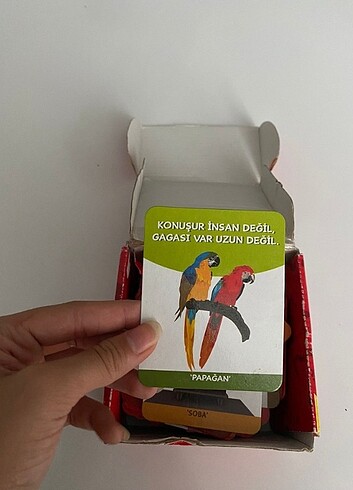 KONUŞUR İNSAN DEĞİL,
GAGASI VAR UZUN DEĞİL.
'PAPAĞAN'
'SOBA'